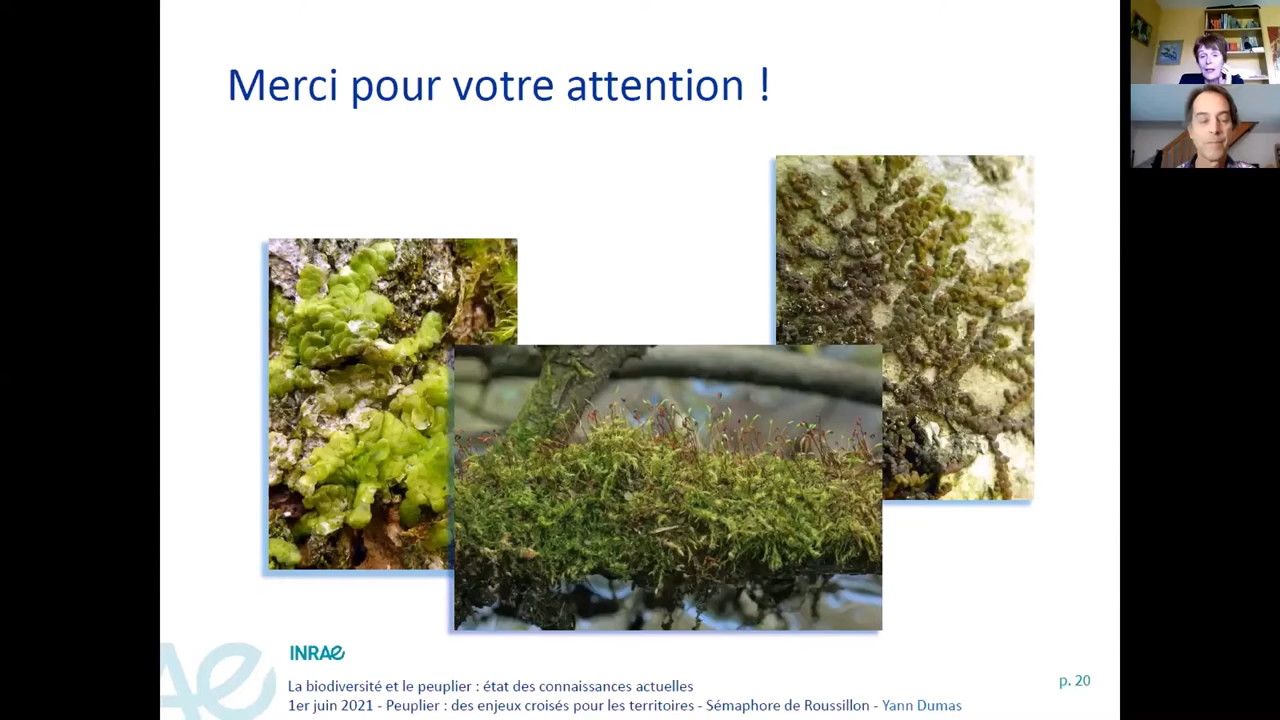 Merci pour votre attention !
INRAE
La biodiversité et le peuplier : état des connaissances actuelles
1er juin 2021 - Peuplier : des enjeux croisés pour les territoires - Sémaphore de Roussillon - Yann Dumas
p. 20